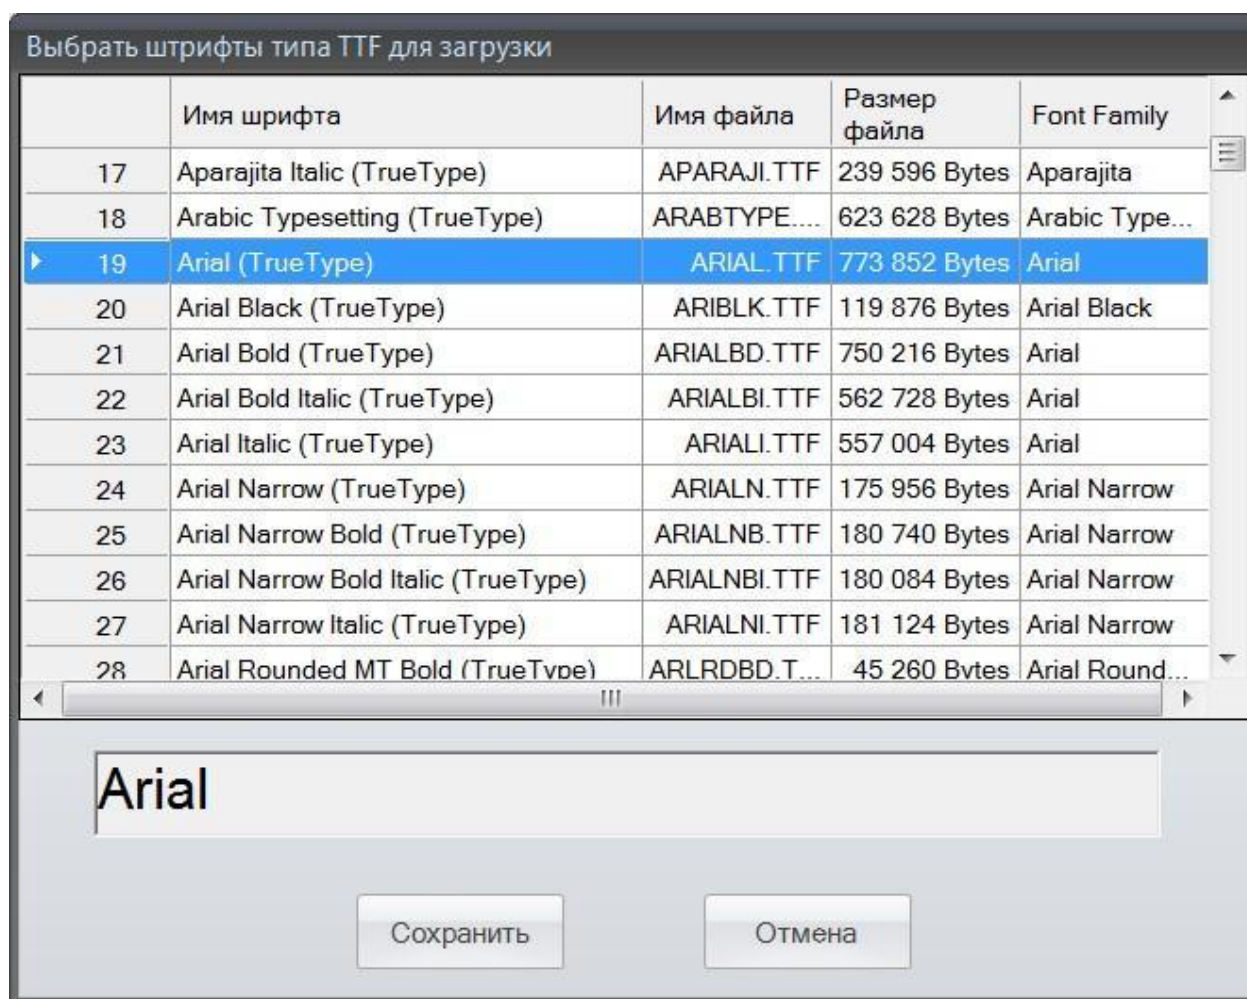 Выбрать штрифты типа TTF для загрузки
Имя шрифта Имя файла Размер файла Font Family
17 Aparajita Italic (TrueType) APARAJI.TTF 239 596 Bytes Aparajita
18 Arabic Typesetting (TrueType) ARABTYPE.... 623 628 Bytes Arabic Type...
19 Arial (TrueType) ARIAL.TTF 773 852 Bytes Arial
20 Arial Black (TrueType) ARIBLK.TTF 119 876 Bytes Arial Black
21 Arial Bold (TrueType) ARIALBD.TTF 750 216 Bytes Arial
22 Arial Bold Italic (TrueType) ARIALBI.TTF 562 728 Bytes Arial
23 Arial Italic (TrueType) ARIALI.TTF 557 004 Bytes Arial
24 Arial Narrow (TrueType) ARIALN.TTF 175 956 Bytes Arial Narrow
25 Arial Narrow Bold (TrueType) ARIALNB.TTF 180 740 Bytes Arial Narrow
26 Arial Narrow Bold Italic (TrueType) ARIALNBI.TTF 180 084 Bytes Arial Narrow
27 Arial Narrow Italic (TrueType) ARIALNI.TTF 181 124 Bytes Arial Narrow
28 Arial Rounded MT Bold (TrueType) ARLRDBD.T... 45 260 Bytes Arial Round...
Arial
Сохранить Отмена